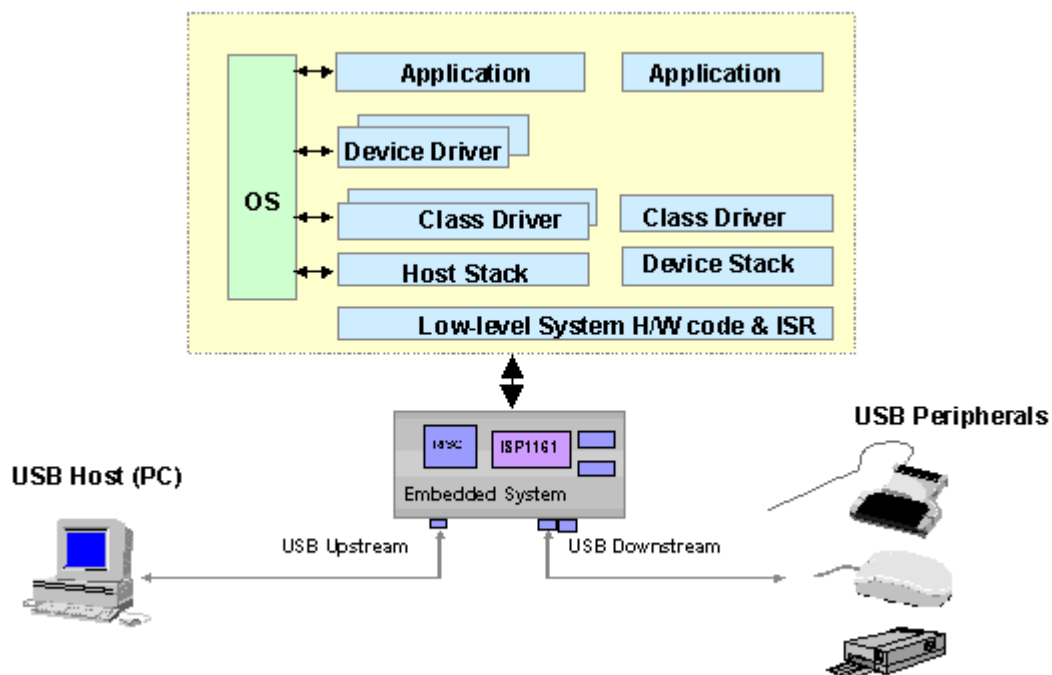 Application
Application
Device Driver
OS
Class Driver
Class Driver
Host Stack
Device Stack
Low-level System H/W code & ISR
USB Peripherals
RISC
ISP1161
USB Host (PC)
Embedded System
USB Upstream
USB Downstream